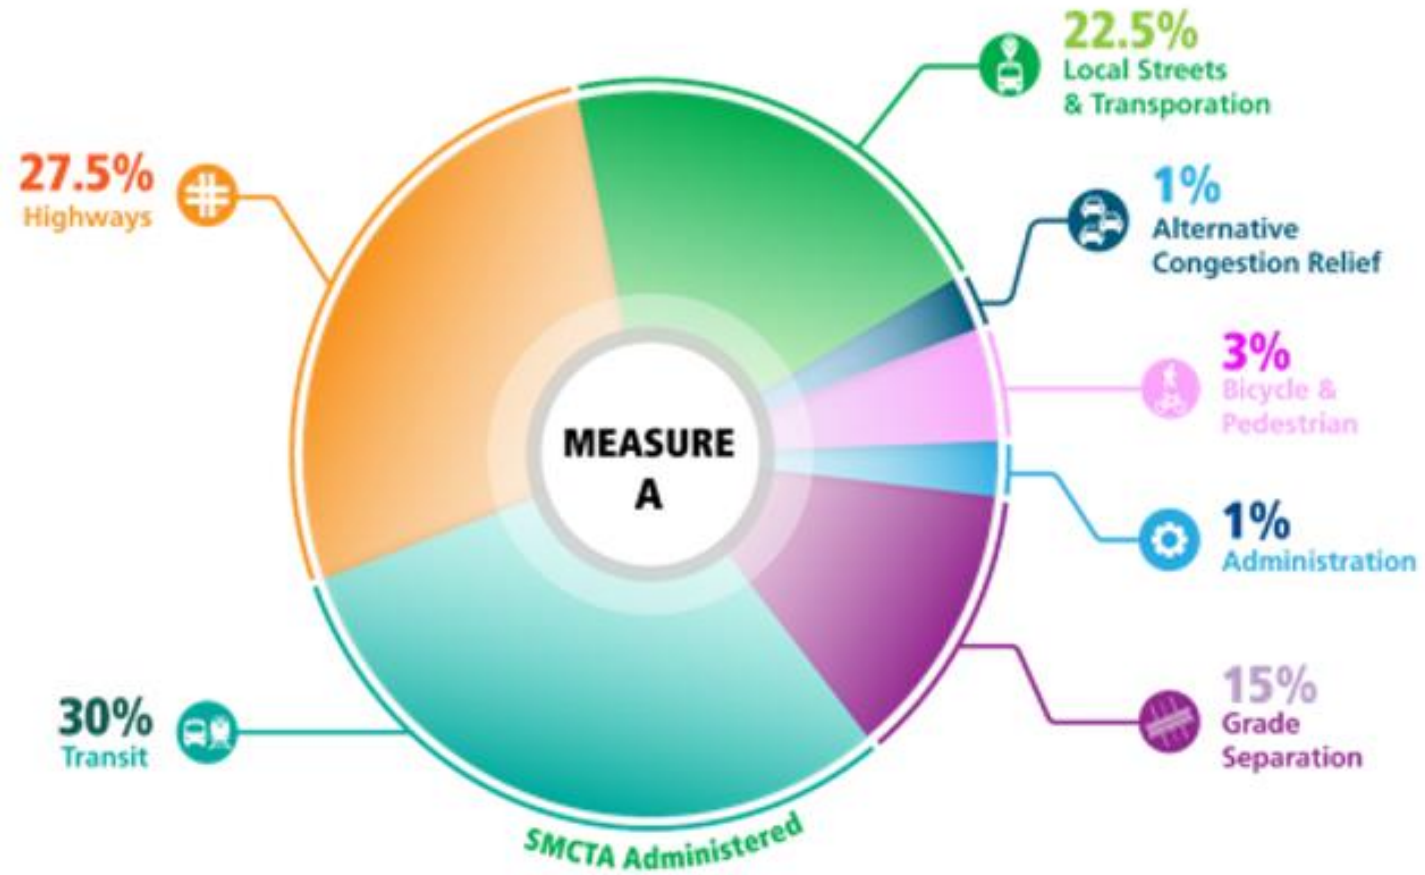 22.5%
Local Streets
& Transporation
27.5%
Highways
1%
Alternative
Congestion Relief
3%
Bicycle &
Pedestrian
MEASURE
A
1%
Administration
15%
Grade
Separation
30%
Transit
SMCTA Administered